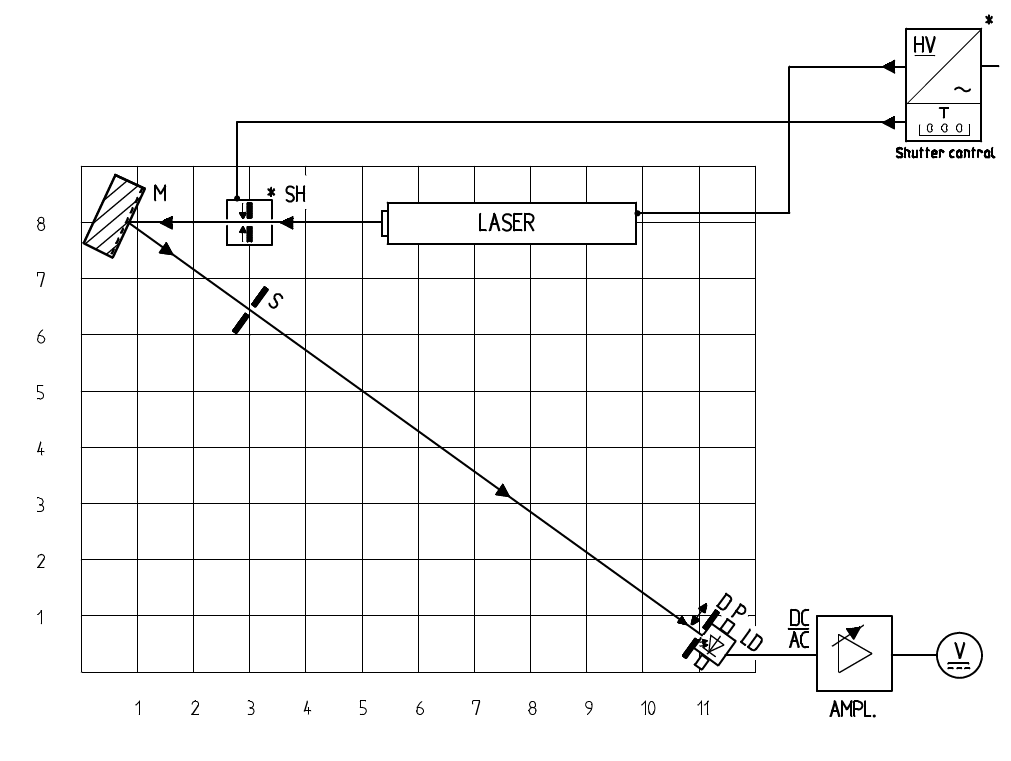 *
HV
~
T
Shutter control
M
* SH
8
LASER
7
S
6
5
4
3
2
1
DP
LD
DC
AC
V
1 2 3 4 5 6 7 8 9 10 11
AMPL.